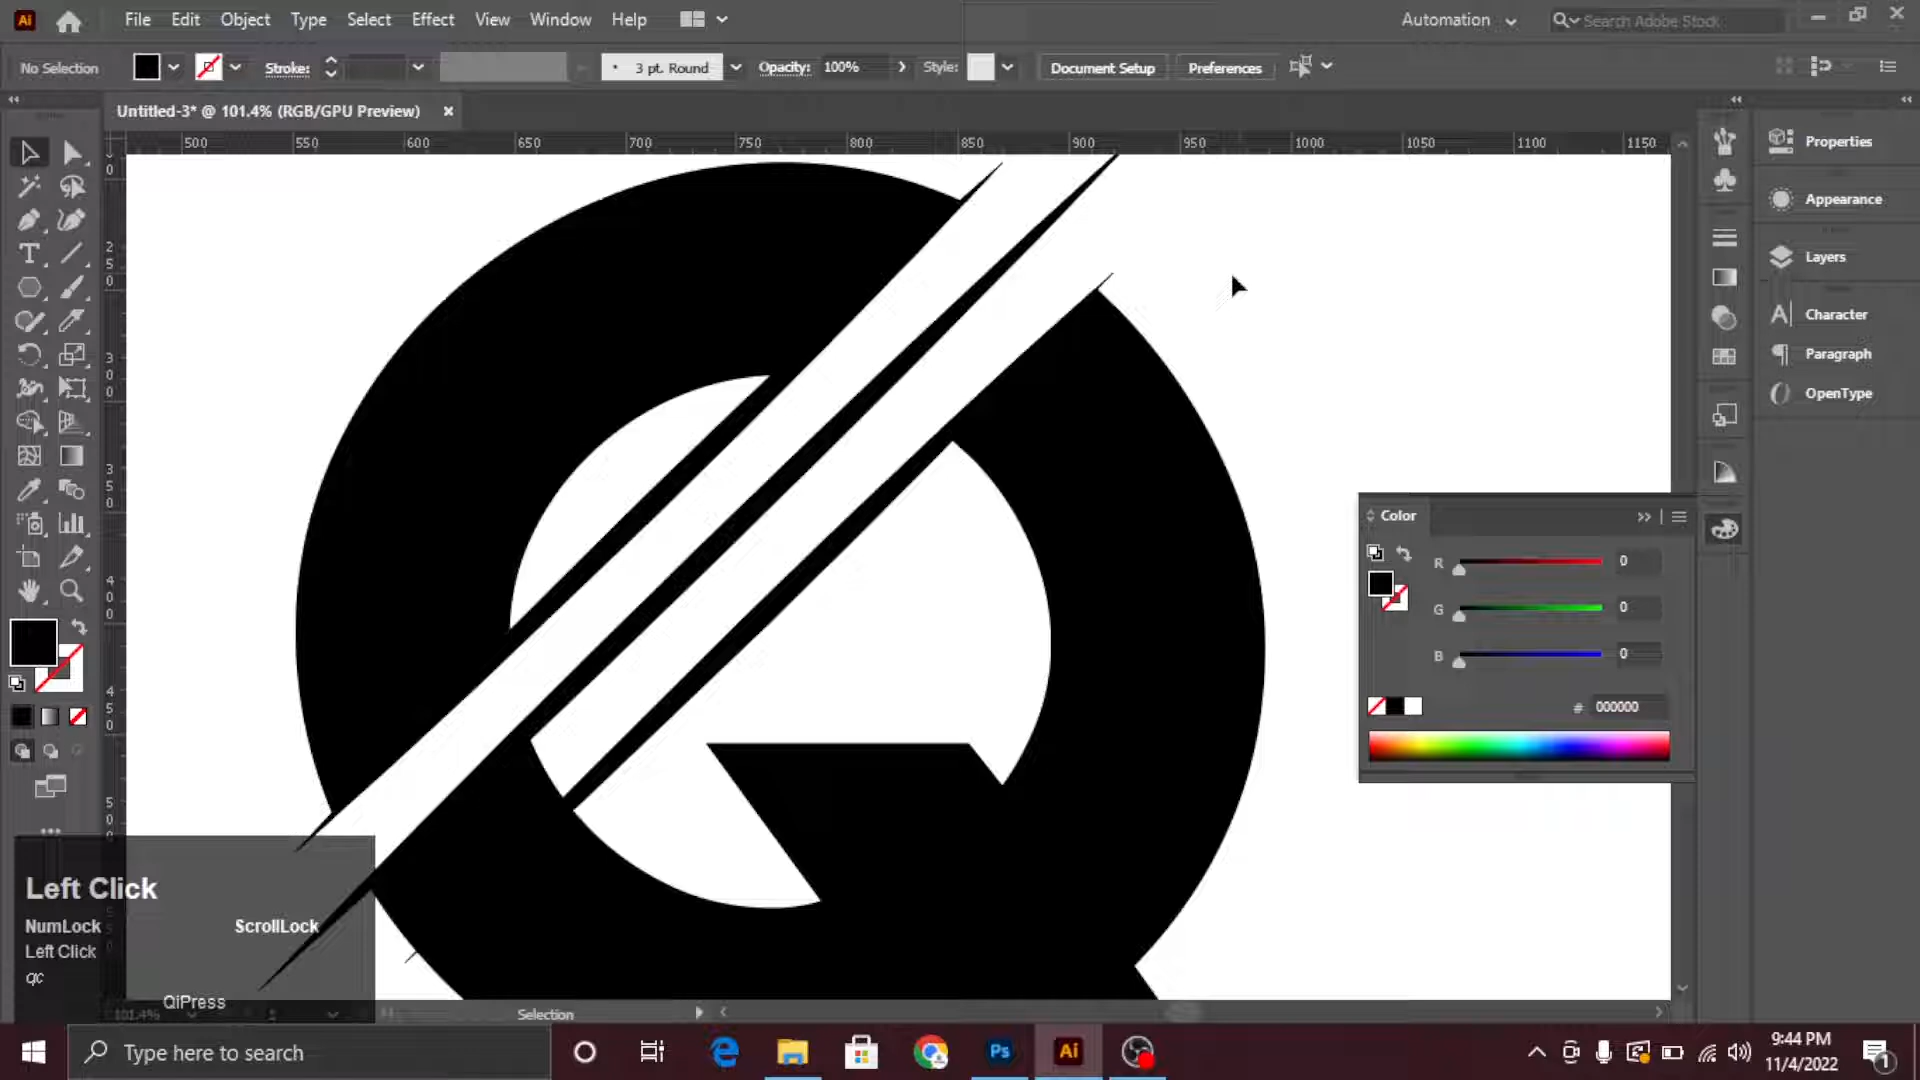 Ai File Edit Object Type Select Effect View Window Help Automation Search Adobe Stock
No Selection Stroke: 3 pt. Round Opacity: 100% Style: Document Setup Preferences
Untitled-3* @ 101.4% (RGB/GPU Preview)
500 550 600 650 700 750 800 850 900 950 1000 1050 1100 1150
Properties
Appearance
Layers
Character
Paragraph
OpenType
Color
R 0
G 0
B 0
# 000000
Left Click
NumLock ScrollLock
Left Click
qc
QiPress
101.4% Selection
Type here to search
Ps Ai
9:44 PM
11/4/2022
1